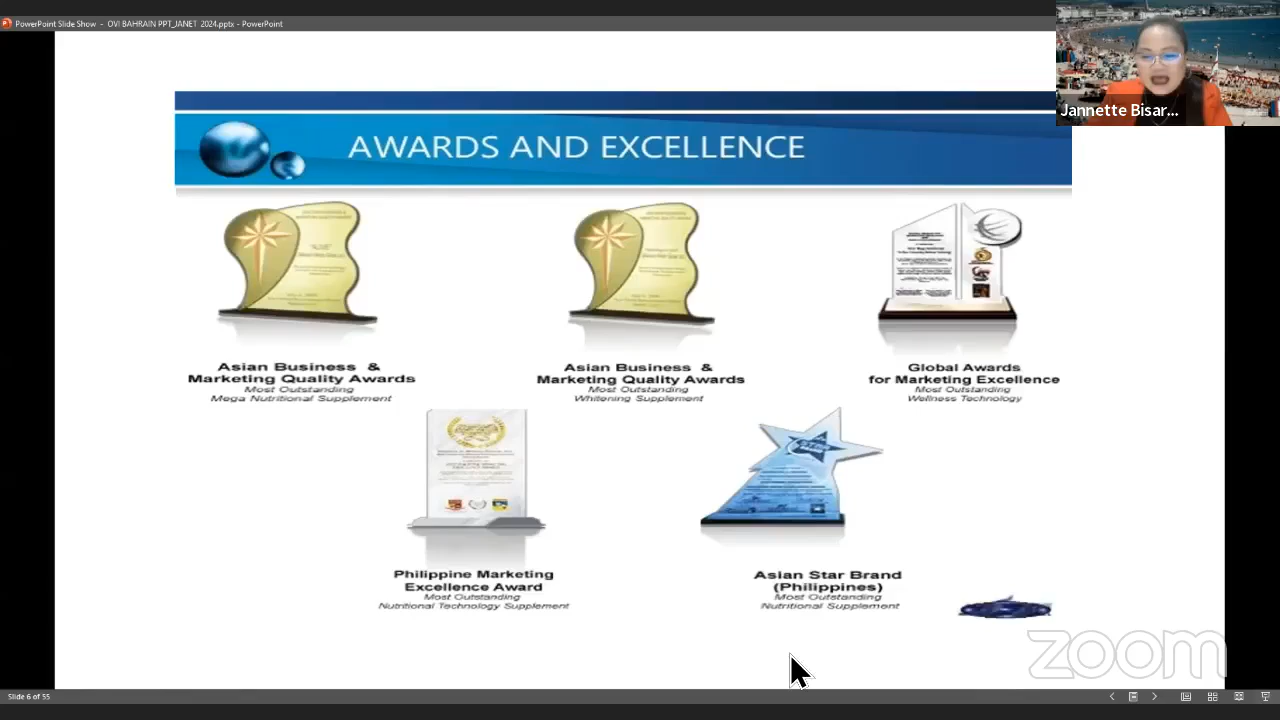 PowerPoint Slide Show - OVI BAHRAIN PPT_JANET 2024.pptx - PowerPoint
Jannette Bisar...
AWARDS AND EXCELLENCE
Asian Business &
Marketing Quality Awards
Most Outstanding
Mega Nutritional Supplement
Asian Business &
Marketing Quality Awards
Most Outstanding
Whitening Supplement
Global Awards
for Marketing Excellence
Most Outstanding
Wellness Technology
Philippine Marketing
Excellence Award
Most Outstanding
Nutritional Technology Supplement
Asian Star Brand
(Philippines)
Most Outstanding
Nutritional Supplement
zoom
Slide 6 of 55